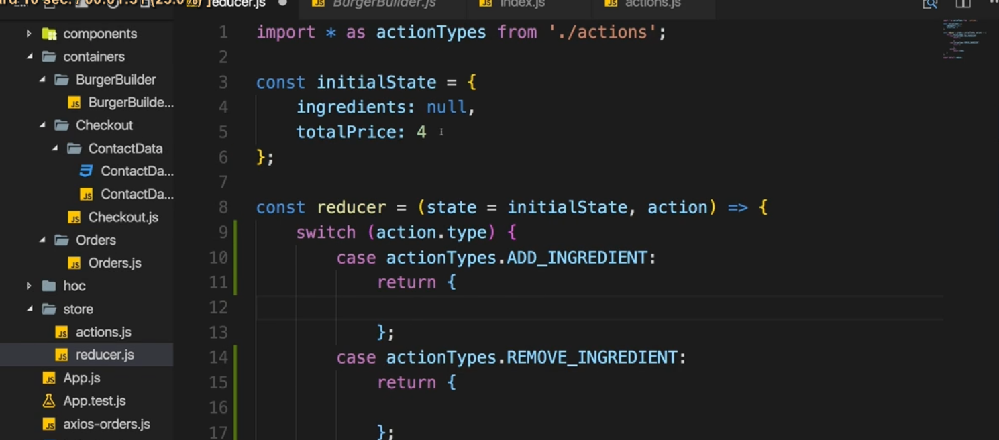 ]educer.js
BurgerBuilder.js
index.js
actions.js
components
containers
BurgerBuilder
BurgerBuilde...
Checkout
ContactData
ContactDa...
ContactDa...
Checkout.js
Orders
Orders.js
hoc
store
actions.js
reducer.js
App.js
App.test.js
axios-orders.js
1 import * as actionTypes from './actions';
2
3 const initialState = {
4 ingredients: null,
5 totalPrice: 4
6 };
7
8 const reducer = (state = initialState, action) => {
9 switch (action.type) {
10 case actionTypes.ADD_INGREDIENT:
11 return {
12
13 };
14 case actionTypes.REMOVE_INGREDIENT:
15 return {
16
17 };